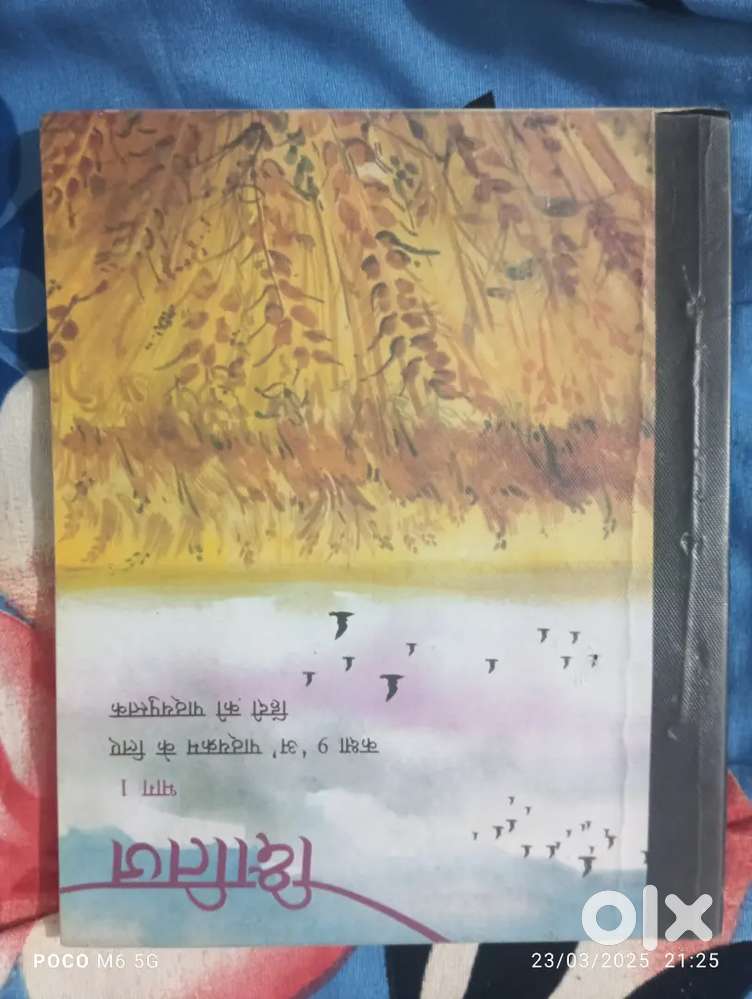 क्षितिज
भाग 1
कक्षा 9 'अ' पाठ्यक्रम के लिए
हिंदी की पाठ्यपुस्तक
olx
POCO M6 5G
23/03/2025 21:25